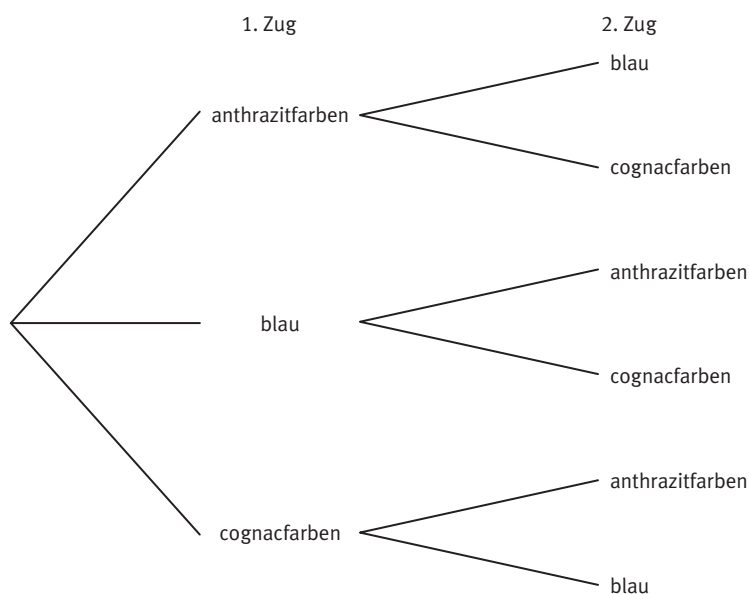 1. Zug 2. Zug
blau
anthrazitfarben
cognacfarben
anthrazitfarben
blau
cognacfarben
anthrazitfarben
cognacfarben
blau